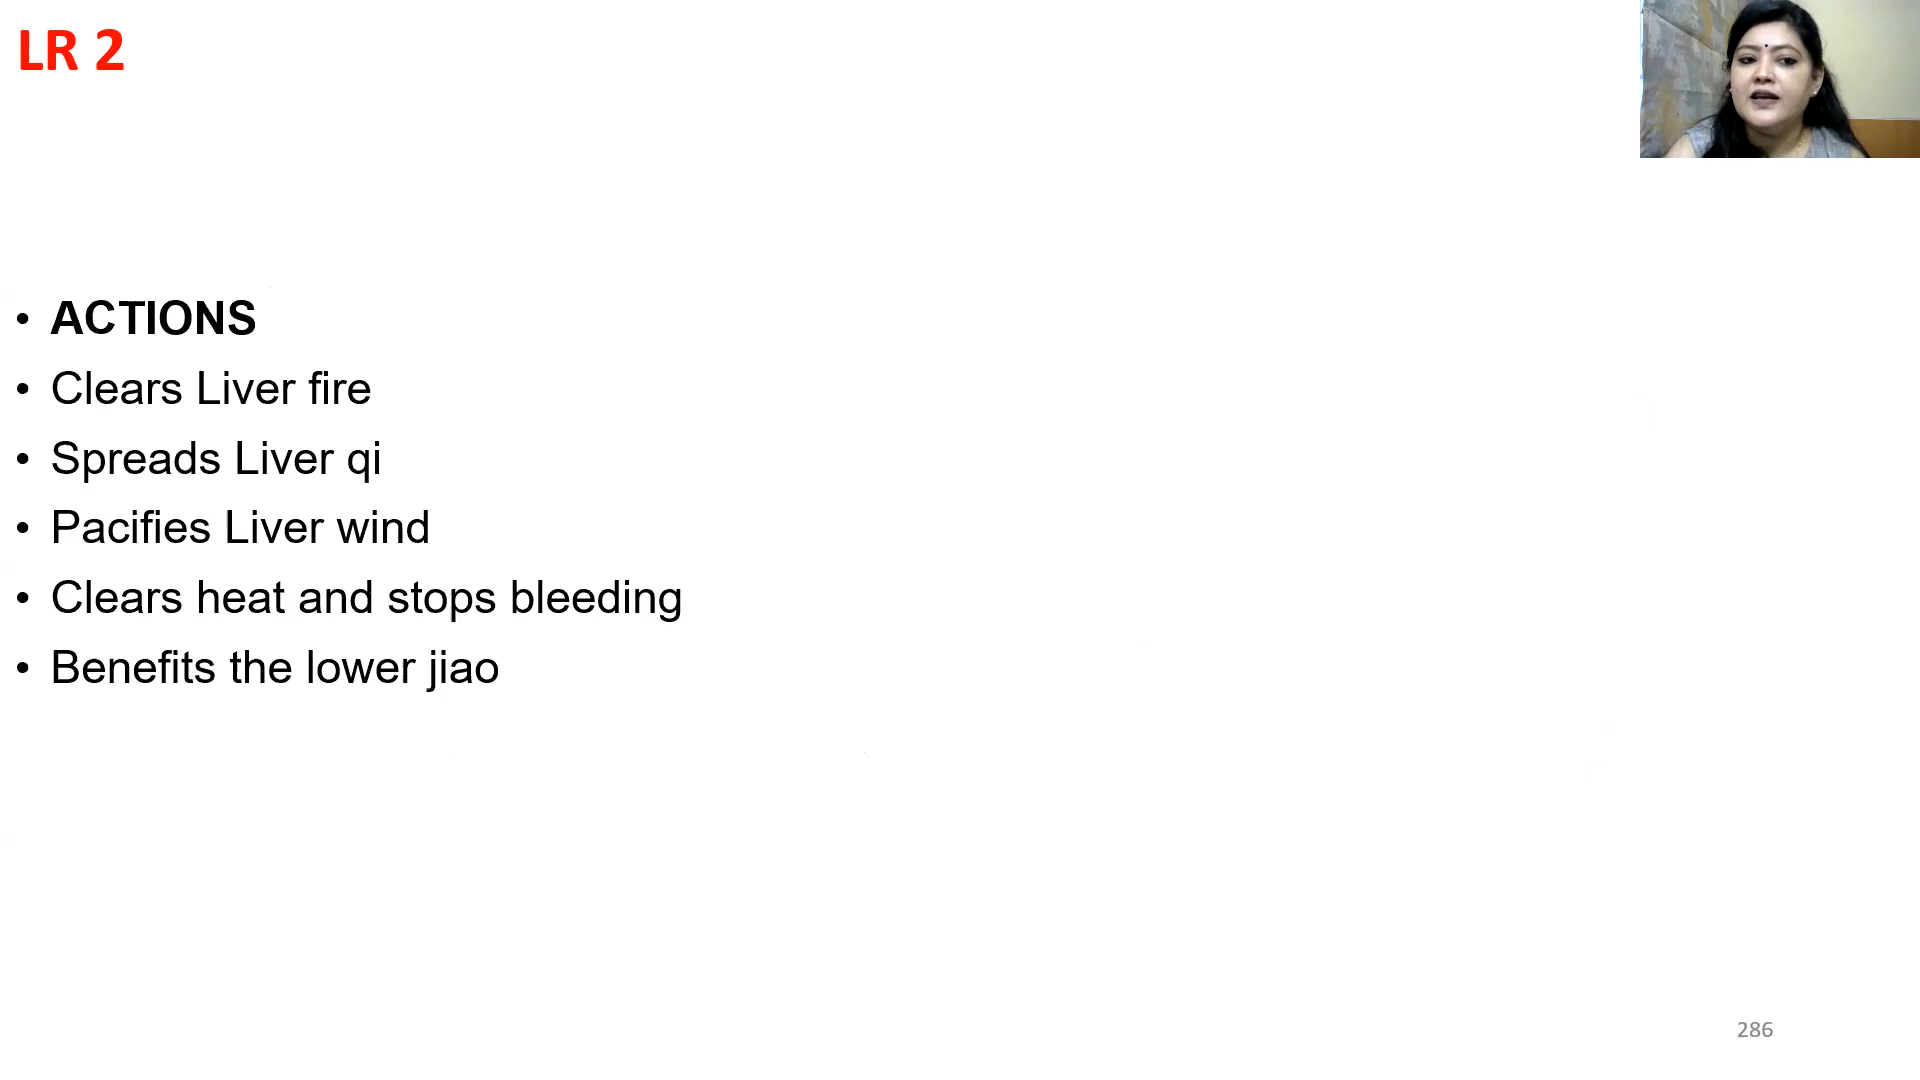 LR 2
• ACTIONS
• Clears Liver fire
• Spreads Liver qi
• Pacifies Liver wind
• Clears heat and stops bleeding
• Benefits the lower jiao
286